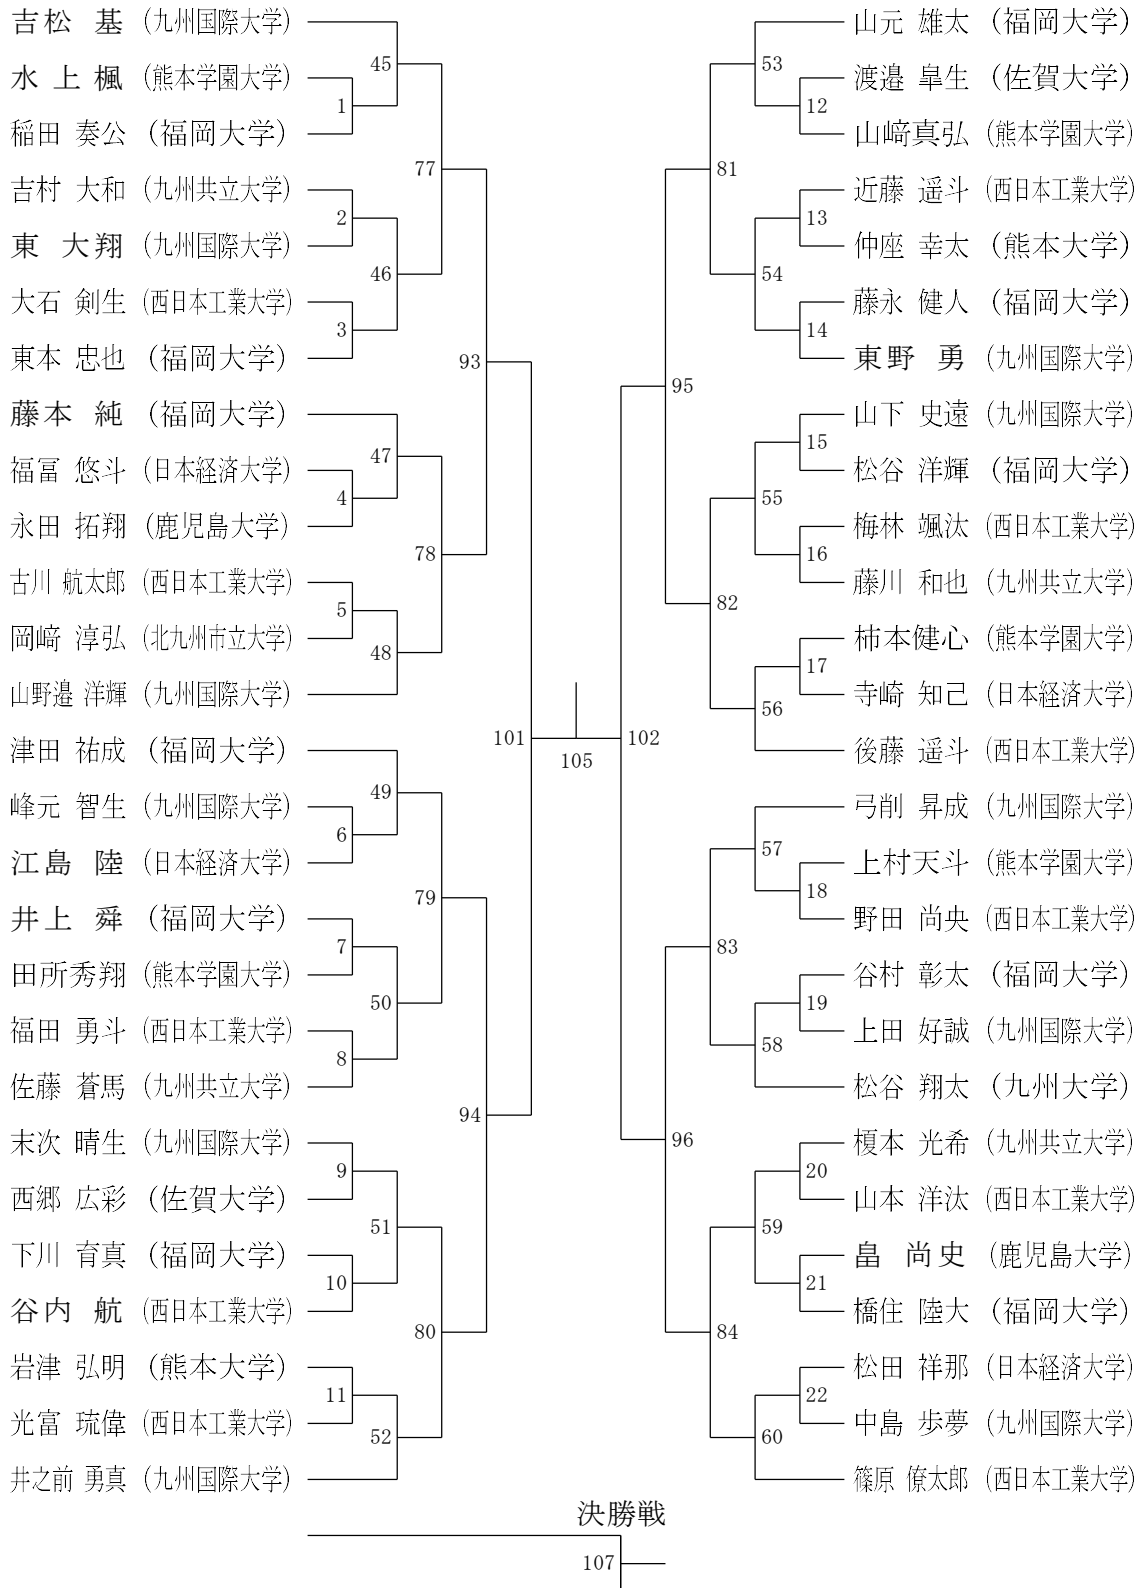 吉松 基 (九州国際大学)
45
水上楓 (熊本学園大学)
1
稲田 奏公 (福岡大学)
77
吉村 大和 (九州共立大学)
2
東 大翔 (九州国際大学)
46
大石 剣生 (西日本工業大学)
3
東本 忠也 (福岡大学)
93
藤本 純 (福岡大学)
47
福冨 悠斗 (日本経済大学)
4
永田 拓翔 (鹿児島大学)
78
古川 航太郎 (西日本工業大学)
5
岡﨑 淳弘 (北九州市立大学)
48
山野邉 洋輝 (九州国際大学)
101
津田 祐成 (福岡大学)
49
峰元 智生 (九州国際大学)
6
江島 陸 (日本経済大学)
79
井上 舜 (福岡大学)
7
田所秀翔 (熊本学園大学)
50
福田 勇斗 (西日本工業大学)
8
佐藤 蒼馬 (九州共立大学)
94
末次 晴生 (九州国際大学)
9
西郷 広彩 (佐賀大学)
51
下川 育真 (福岡大学)
10
谷内 航 (西日本工業大学)
80
岩津 弘明 (熊本大学)
11
光富 琉偉 (西日本工業大学)
52
井之前 勇真 (九州国際大学)
105
山元 雄太 (福岡大学)
53
渡邉 皐生 (佐賀大学)
12
山﨑真弘 (熊本学園大学)
81
近藤 遥斗 (西日本工業大学)
13
仲座 幸太 (熊本大学)
54
藤永 健人 (福岡大学)
14
東野 勇 (九州国際大学)
95
山下 史遠 (九州国際大学)
15
松谷 洋輝 (福岡大学)
55
梅林 颯汰 (西日本工業大学)
16
藤川 和也 (九州共立大学)
82
柿本健心 (熊本学園大学)
17
寺崎 知己 (日本経済大学)
56
後藤 遥斗 (西日本工業大学)
102
弓削 昇成 (九州国際大学)
57
上村天斗 (熊本学園大学)
18
野田 尚央 (西日本工業大学)
83
谷村 彰太 (福岡大学)
19
上田 好誠 (九州国際大学)
58
松谷 翔太 (九州大学)
96
榎本 光希 (九州共立大学)
20
山本 洋汰 (西日本工業大学)
59
畠 尚史 (鹿児島大学)
21
橋住 陸大 (福岡大学)
84
松田 祥那 (日本経済大学)
22
中島 歩夢 (九州国際大学)
60
篠原 僚太郎 (西日本工業大学)
決勝戦
107